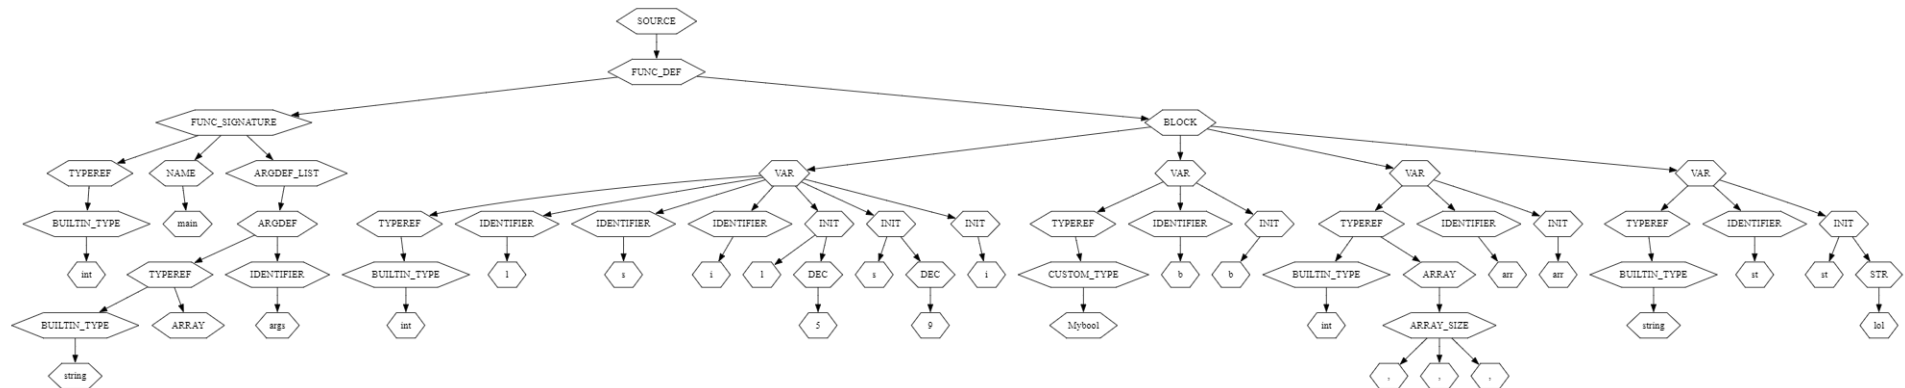 SOURCE
FUNC_DEF
FUNC_SIGNATURE BLOCK
TYPEREF NAME ARGDEF_LIST VAR VAR VAR VAR
BUILTIN_TYPE main ARGDEF TYPEREF IDENTIFIER IDENTIFIER IDENTIFIER INIT INIT INIT TYPEREF IDENTIFIER INIT TYPEREF IDENTIFIER INIT TYPEREF IDENTIFIER INIT
int TYPEREF IDENTIFIER BUILTIN_TYPE l s i l DEC s DEC i CUSTOM_TYPE b b BUILTIN_TYPE ARRAY arr arr BUILTIN_TYPE st st STR
BUILTIN_TYPE ARRAY args int 5 9 Mybool int ARRAY_SIZE string lol
string , , ,